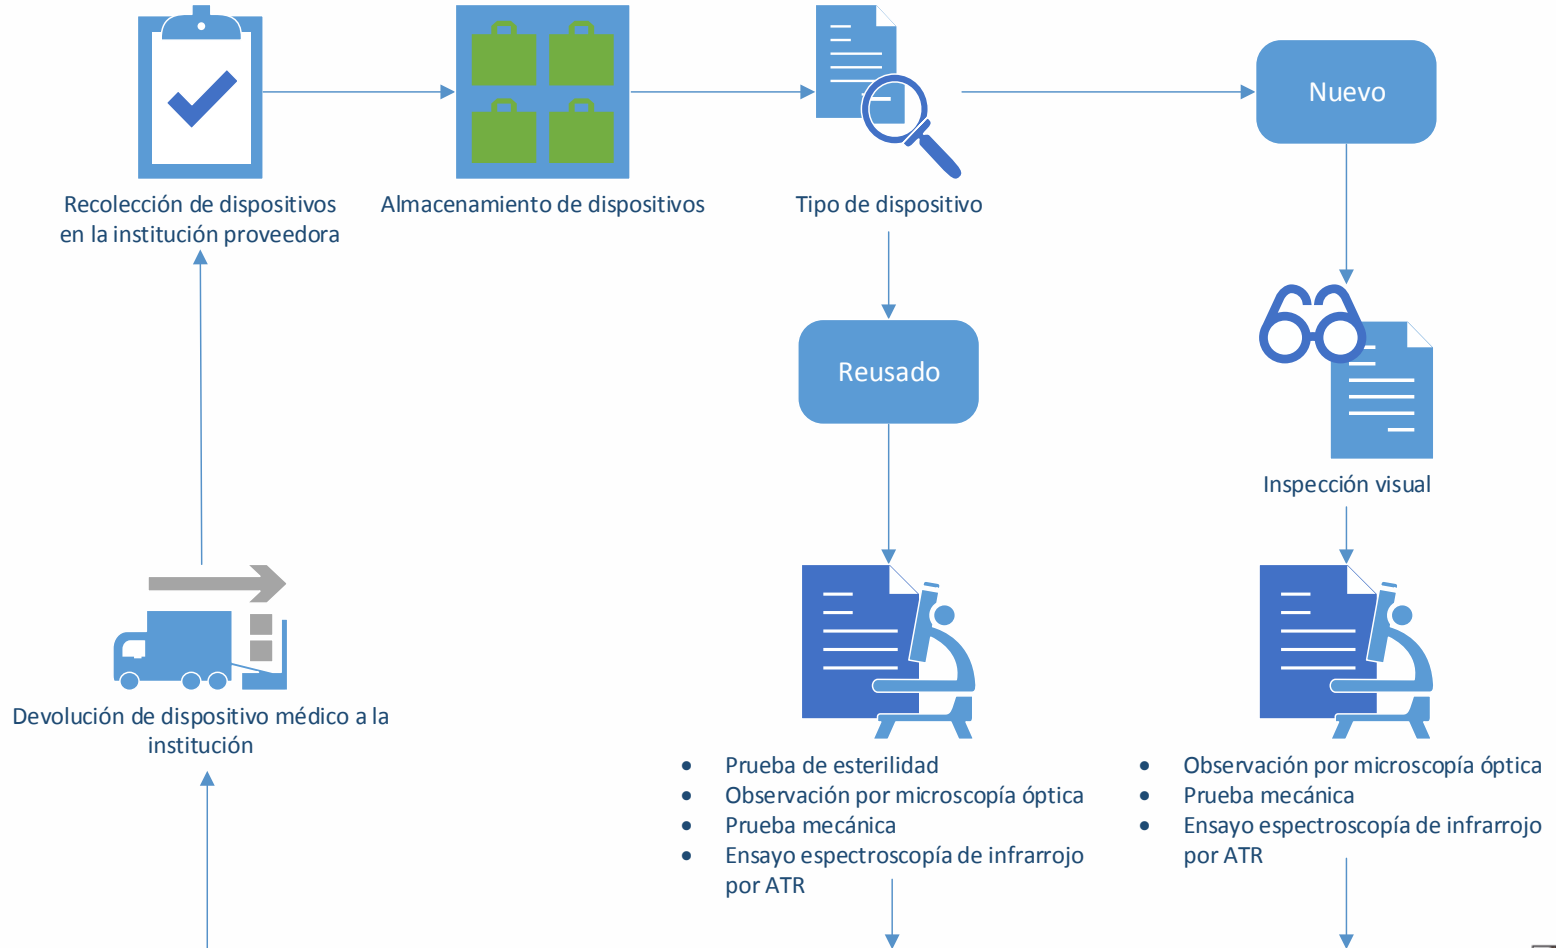 Nuevo
Recolección de dispositivos
en la institución proveedora
Almacenamiento de dispositivos
Tipo de dispositivo
Reusado
Inspección visual
Devolución de dispositivo médico a la
institución
• Prueba de esterilidad
• Observación por microscopía óptica
• Prueba mecánica
• Ensayo espectroscopía de infrarrojo
por ATR
• Observación por microscopía óptica
• Prueba mecánica
• Ensayo espectroscopía de infrarrojo
por ATR